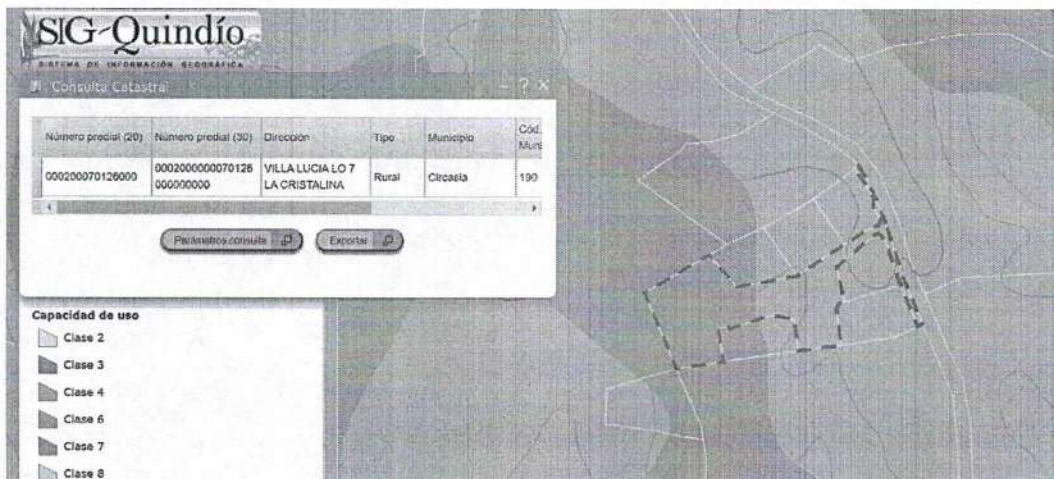 SIG-Quindío
SISTEMA DE INFORMACIÓN GEOGRÁFICA
Consulta Catastral
Número predial (20) Número predial (30) Dirección Tipo Municipio Cód.
000200070126000 0002000000070126 VILLA LUCIA LO 7 Rural Circasia 190
000000000 LA CRISTALINA
Parámetros consulta Exportar
Capacidad de uso
Clase 2
Clase 3
Clase 4
Clase 6
Clase 7
Clase 8